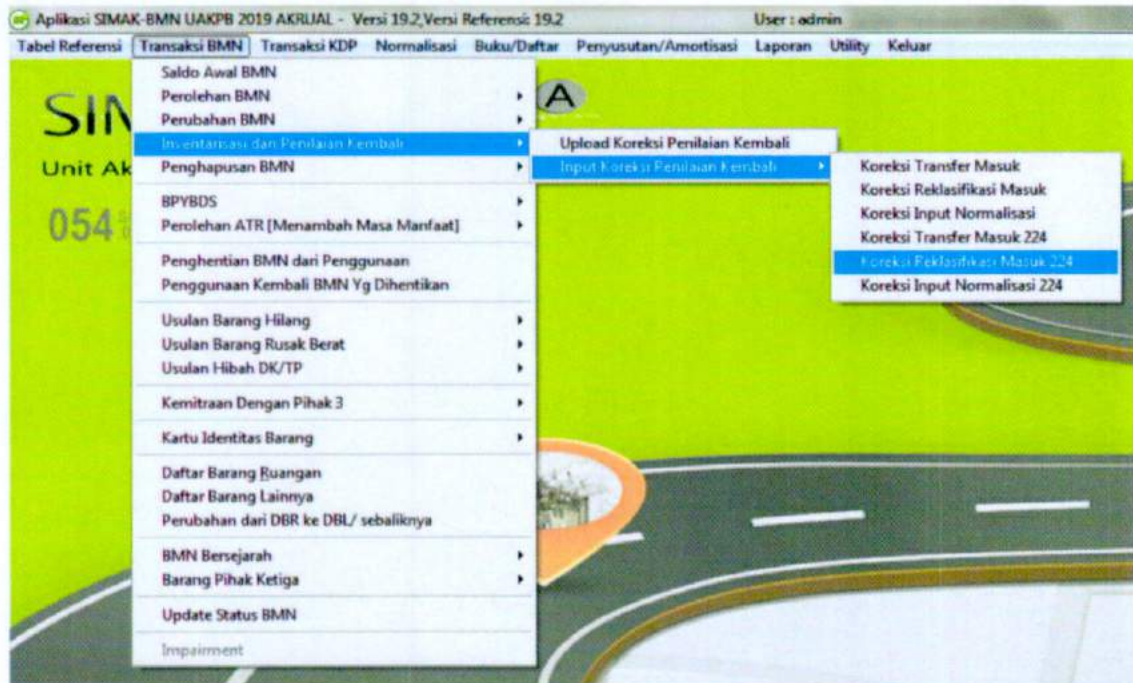 Aplikasi SIMAK-BMN UAKPB 2019 AKRUAL - Versi 19.2,Versi Referensi: 19.2 User : admin
Tabel Referensi Transaksi BMN Transaksi KDP Normalisasi Buku/Daftar Penyusutan/Amortisasi Laporan Utility Keluar
SIM
A
Unit Ak
054
Saldo Awal BMN
Perolehan BMN
Perubahan BMN
Inventarisasi dan Penilaian Kembali
Penghapusan BMN
BPYBDS
Perolehan ATR [Menambah Masa Manfaat]
Penghentian BMN dari Penggunaan
Penggunaan Kembali BMN Yg Dihentikan
Usulan Barang Hilang
Usulan Barang Rusak Berat
Usulan Hibah DK/TP
Kemitraan Dengan Pihak 3
Kartu Identitas Barang
Daftar Barang Ruangan
Daftar Barang Lainnya
Perubahan dari DBR ke DBL/ sebaliknya
BMN Bersejarah
Barang Pihak Ketiga
Update Status BMN
Impairment
Upload Koreksi Penilaian Kembali
Input Koreksi Penilaian Kembali
Koreksi Transfer Masuk
Koreksi Reklasifikasi Masuk
Koreksi Input Normalisasi
Koreksi Transfer Masuk 224
Koreksi Reklasifikasi Masuk 224
Koreksi Input Normalisasi 224